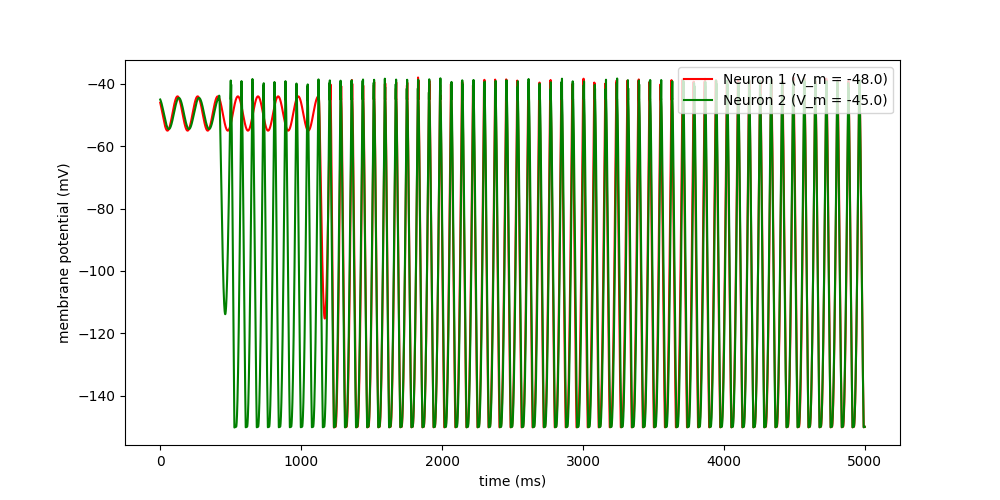 Neuron 1 (V_m = -48.0)
Neuron 2 (V_m = -45.0)
membrane potential (mV)
−40
−60
−80
−100
−120
−140
0 1000 2000 3000 4000 5000
time (ms)